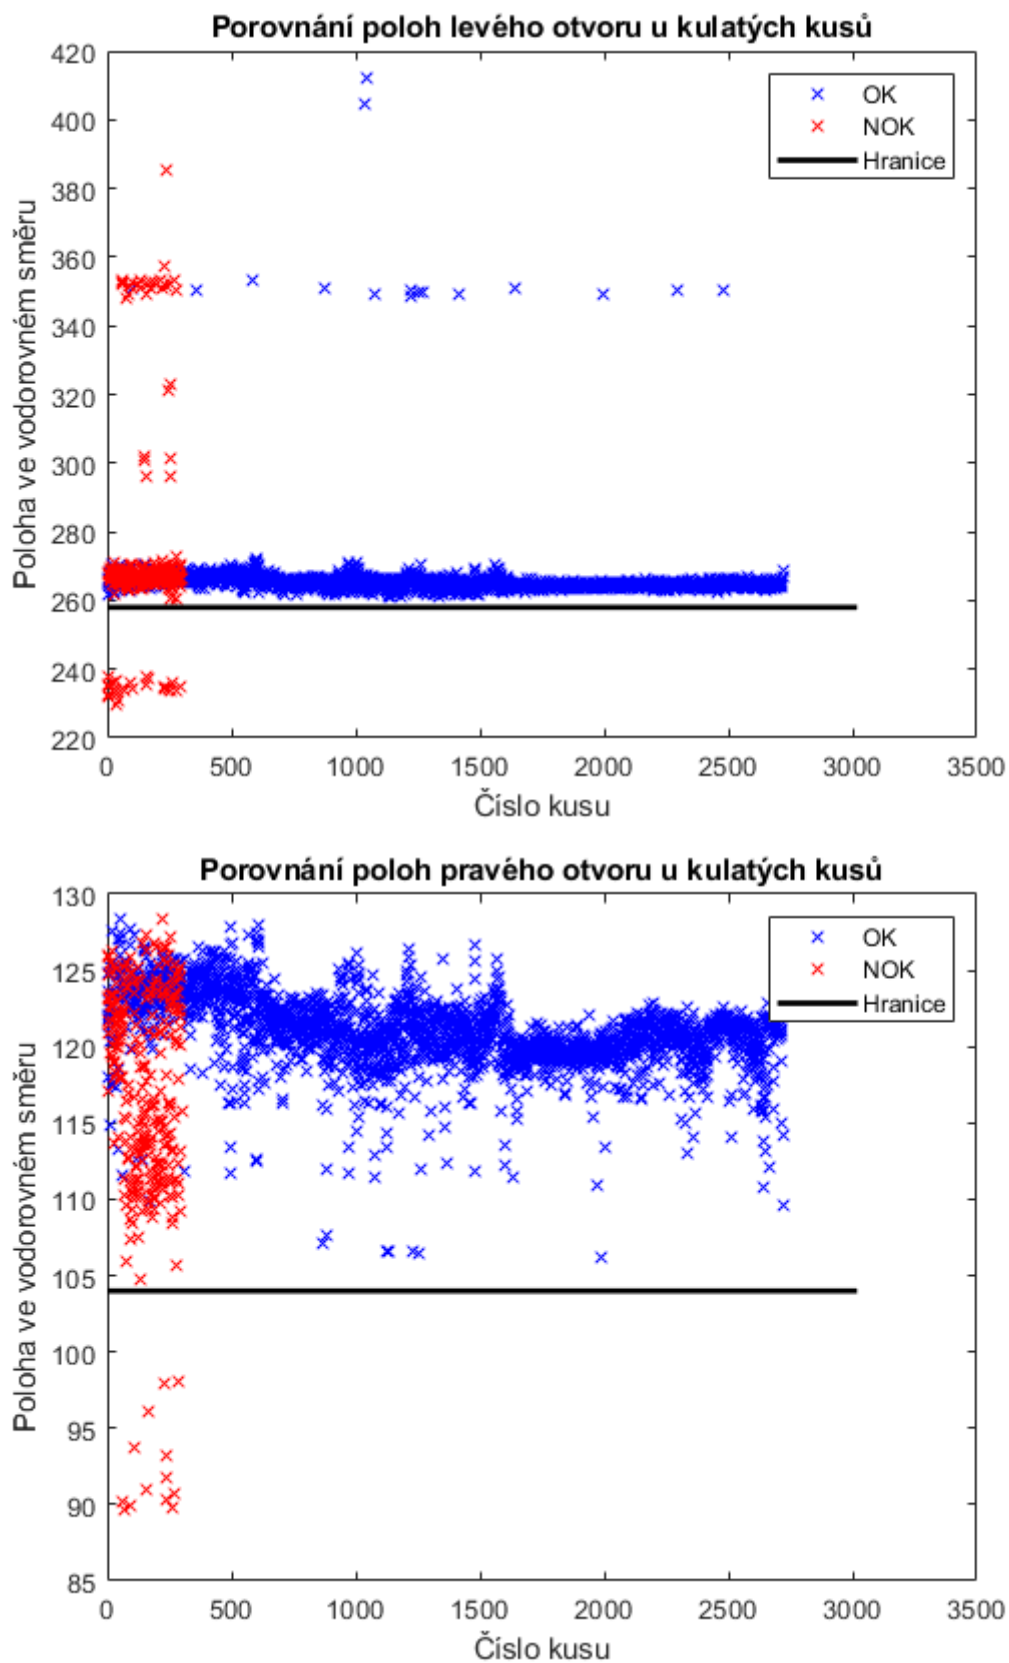 Porovnání poloh levého otvoru u kulatých kusů
420
400
380
360
340
320
300
280
260
240
220
Poloha ve vodorovném směru
OK
NOK
Hranice
0 500 1000 1500 2000 2500 3000 3500
Číslo kusu
Porovnání poloh pravého otvoru u kulatých kusů
130
125
120
115
110
105
100
95
90
85
Poloha ve vodorovném směru
OK
NOK
Hranice
0 500 1000 1500 2000 2500 3000 3500
Číslo kusu